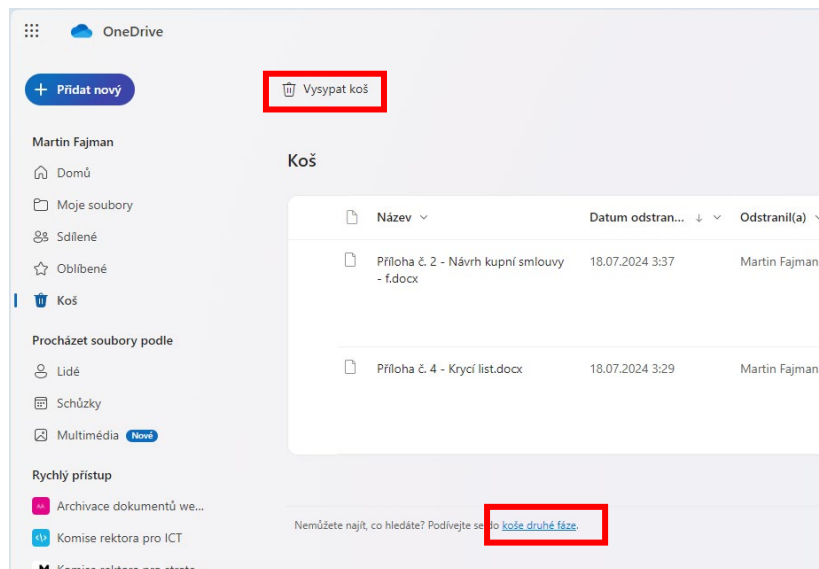 OneDrive
Přidat nový
Vysypat koš
Martin Fajman
Domů
Moje soubory
Sdílené
Oblíbené
Koš
Procházet soubory podle
Lidé
Schůzky
Multimédia Nové
Rychlý přístup
Archivace dokumentů we...
Komise rektora pro ICT
Koš
Název Datum odstran... Odstranil(a)
Příloha č. 2 - Návrh kupní smlouvy 18.07.2024 3:37 Martin Fajman
- f.docx
Příloha č. 4 - Krycí list.docx 18.07.2024 3:29 Martin Fajman
Nemůžete najít, co hledáte? Podívejte se do koše druhé fáze.